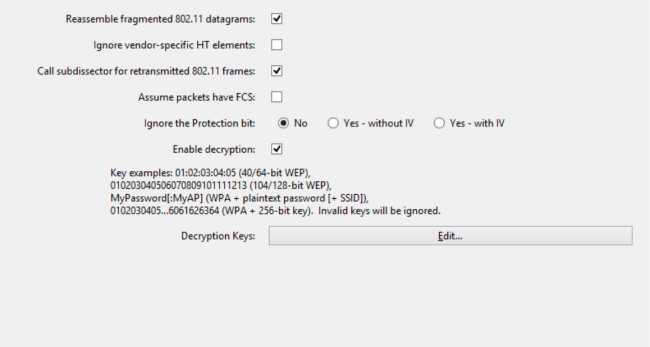 Reassemble fragmented 802.11 datagrams:
Ignore vendor-specific HT elements:
Call subdissector for retransmitted 802.11 frames:
Assume packets have FCS:
Ignore the Protection bit: No Yes - without IV Yes - with IV
Enable decryption:
Key examples: 01:02:03:04:05 (40/64-bit WEP),
01020304050607080910111213 (104/128-bit WEP),
MyPassword[:MyAP] (WPA + plaintext password [+ SSID]),
0102030405...6061626364 (WPA + 256-bit key). Invalid keys will be ignored.
Decryption Keys: Edit...